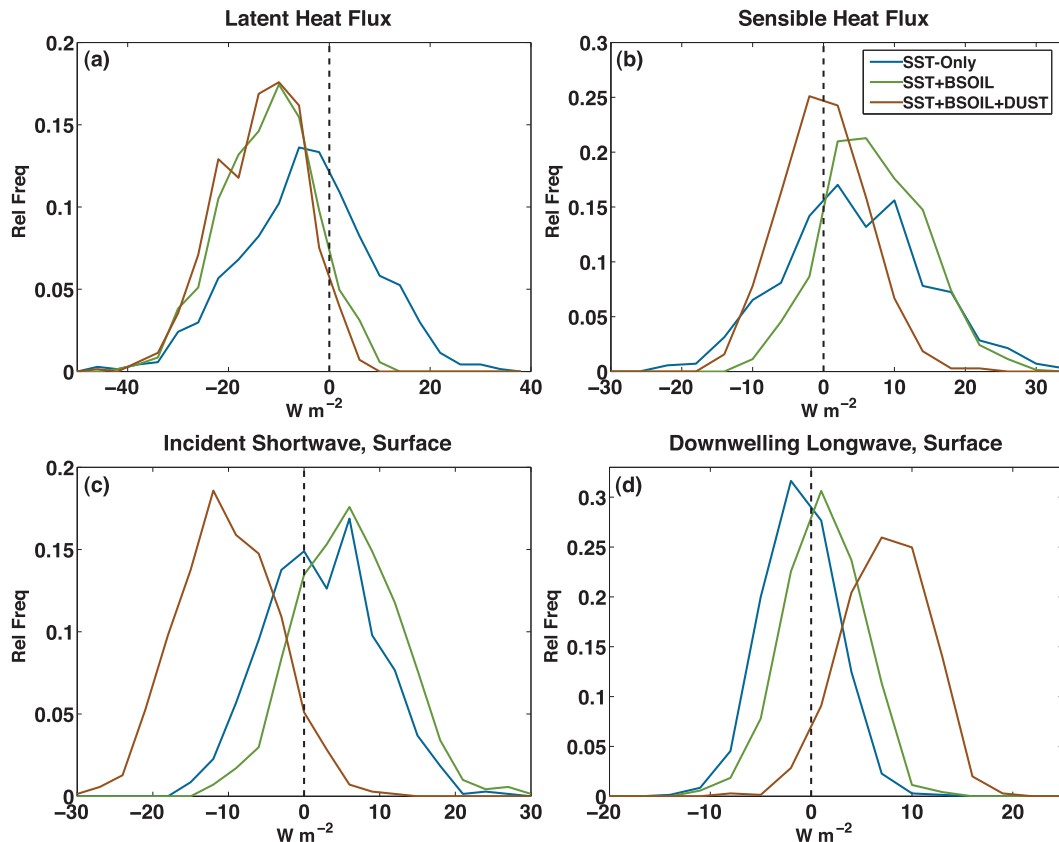 Latent Heat Flux
(a)
Rel Freq
0.2
0.15
0.1
0.05
0
−40
−20
0
20
40
W m⁻²
Sensible Heat Flux
(b)
SST-Only
SST+BSOIL
SST+BSOIL+DUST
Rel Freq
0.3
0.25
0.2
0.15
0.1
0.05
0
−30
−20
−10
0
10
20
30
W m⁻²
Incident Shortwave, Surface
(c)
Rel Freq
0.2
0.15
0.1
0.05
0
−30
−20
−10
0
10
20
30
W m⁻²
Downwelling Longwave, Surface
(d)
Rel Freq
0.3
0.25
0.2
0.15
0.1
0.05
0
−20
−10
0
10
20
W m⁻²